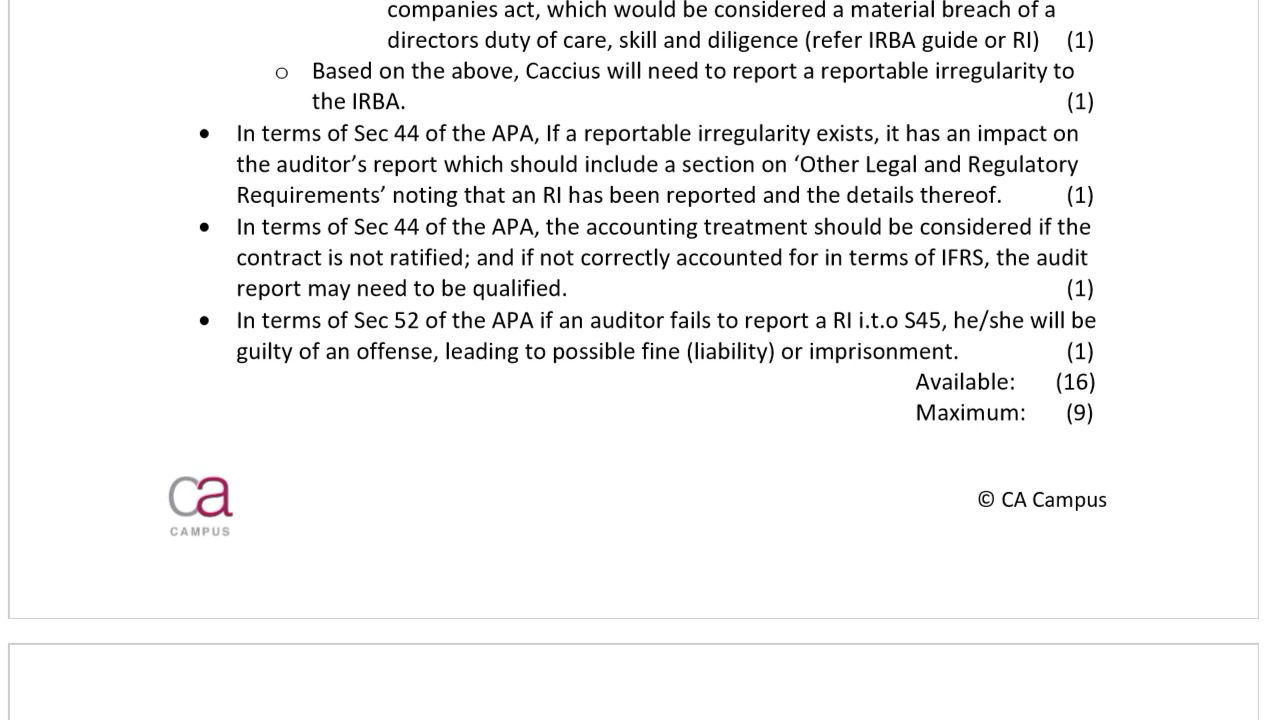 companies act, which would be considered a material breach of a
directors duty of care, skill and diligence (refer IRBA guide or RI) (1)
o Based on the above, Caccius will need to report a reportable irregularity to
the IRBA. (1)
• In terms of Sec 44 of the APA, If a reportable irregularity exists, it has an impact on
the auditor’s report which should include a section on ‘Other Legal and Regulatory
Requirements’ noting that an RI has been reported and the details thereof. (1)
• In terms of Sec 44 of the APA, the accounting treatment should be considered if the
contract is not ratified; and if not correctly accounted for in terms of IFRS, the audit
report may need to be qualified. (1)
• In terms of Sec 52 of the APA if an auditor fails to report a RI i.t.o S45, he/she will be
guilty of an offense, leading to possible fine (liability) or imprisonment. (1)
Available: (16)
Maximum: (9)
ca
CAMPUS
© CA Campus